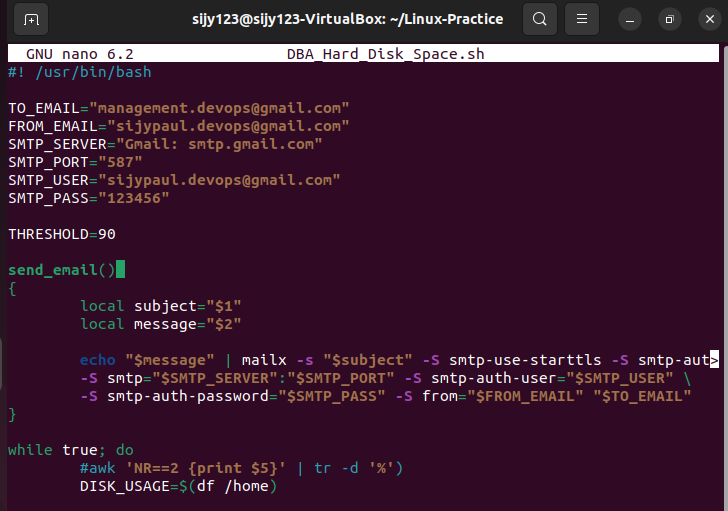 sijy123@sijy123-VirtualBox: ~/Linux-Practice
GNU nano 6.2 DBA_Hard_Disk_Space.sh
#! /usr/bin/bash
TO_EMAIL="management.devops@gmail.com"
FROM_EMAIL="sijypaul.devops@gmail.com"
SMTP_SERVER="Gmail: smtp.gmail.com"
SMTP_PORT="587"
SMTP_USER="sijypaul.devops@gmail.com"
SMTP_PASS="123456"
THRESHOLD=90
send_email()
{
local subject="$1"
local message="$2"
echo "$message" | mailx -s "$subject" -S smtp-use-starttls -S smtp-aut>
-S smtp="$SMTP_SERVER":"$SMTP_PORT" -S smtp-auth-user="$SMTP_USER" \
-S smtp-auth-password="$SMTP_PASS" -S from="$FROM_EMAIL" "$TO_EMAIL"
}
while true; do
#awk 'NR==2 {print $5}' | tr -d '%')
DISK_USAGE=$(df /home)